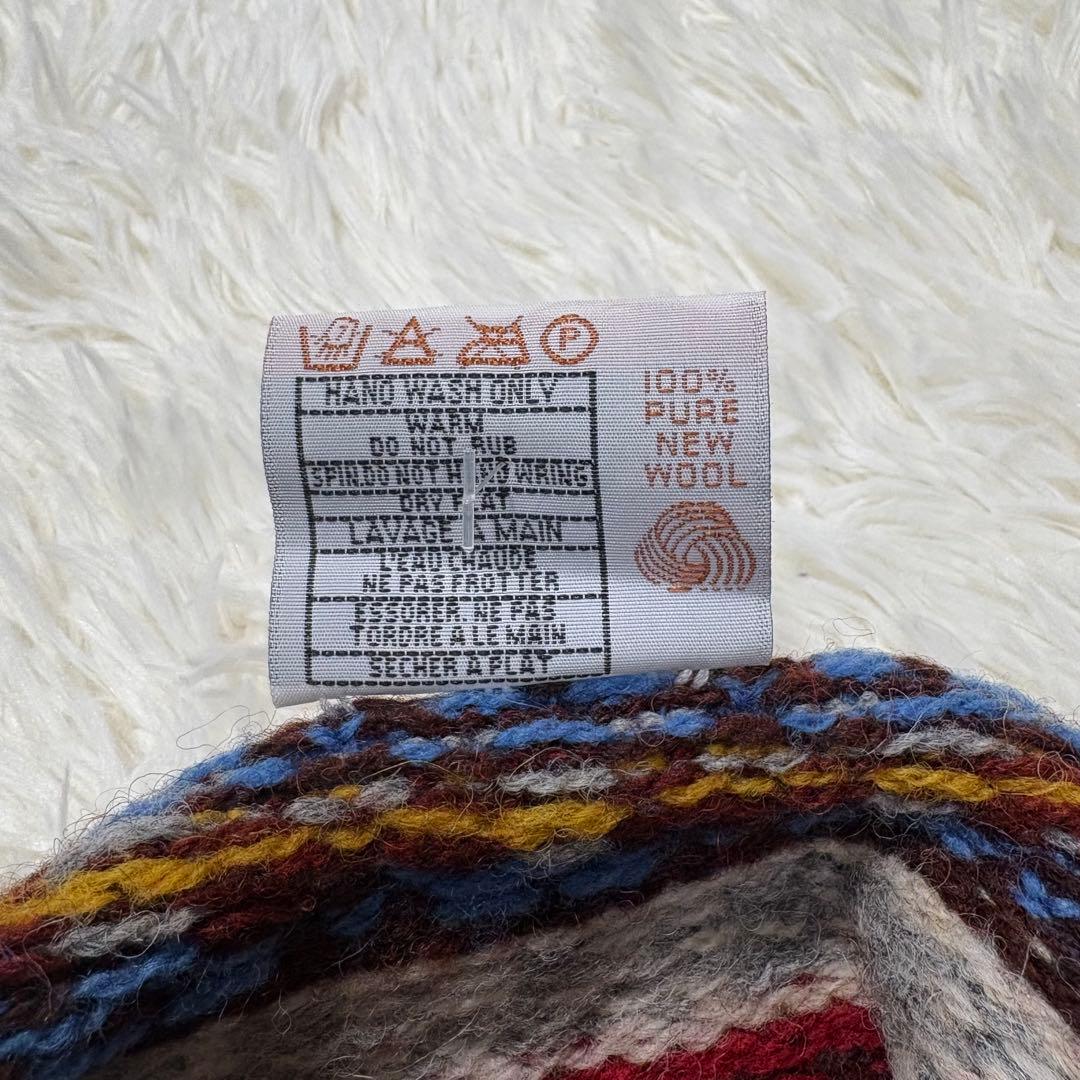 P
HAND WASH ONLY
WARM
DO NOT RUB
SPIN.DO NOT HAND WRING
DRY FLAT
LAVAGE A MAIN
L'EAU CHAUDE
NE PAS FROTTER
ESSORER. NE PAS
TORDRE A LE MAIN
SECHER A PLAT
100%
PURE
NEW
WOOL